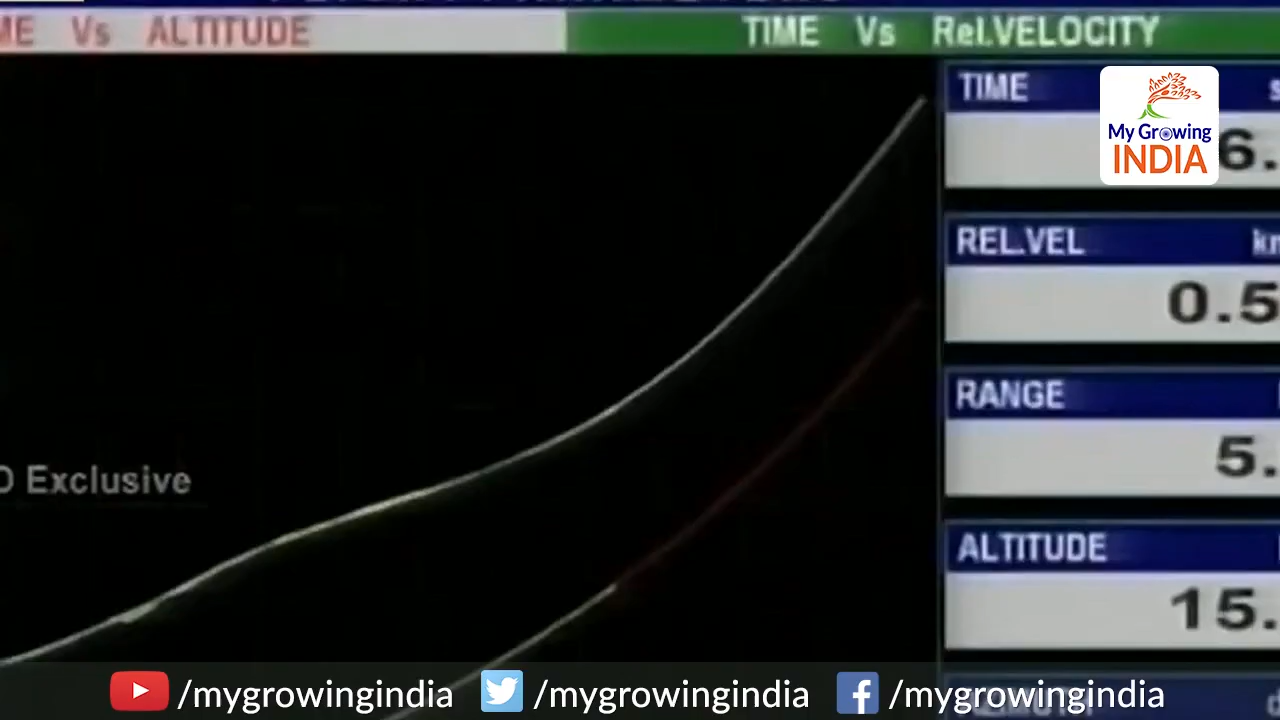 ME Vs ALTITUDE
TIME Vs Rel.VELOCITY
TIME
6.
My Growing
INDIA
REL.VEL
0.5
RANGE
5.
D Exclusive
ALTITUDE
15.
/mygrowingindia /mygrowingindia /mygrowingindia